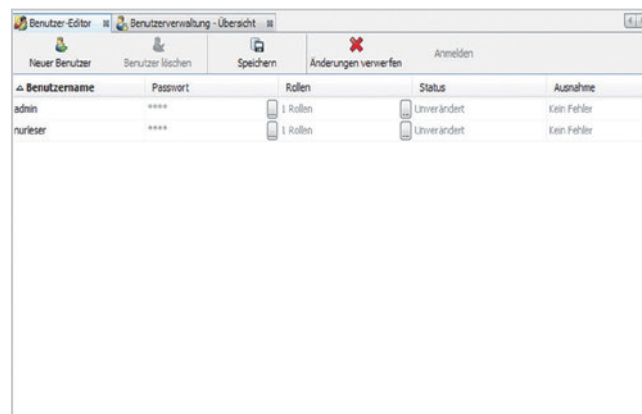 Benutzer-Editor Benutzerverwaltung - Übersicht
Neuer Benutzer Benutzer löschen Speichern Änderungen verwerfen Anmelden
Benutzername Passwort Rollen Status Ausnahme
admin **** ... 1 Rollen ... Unverändert Kein Fehler
nurleser **** ... 1 Rollen ... Unverändert Kein Fehler